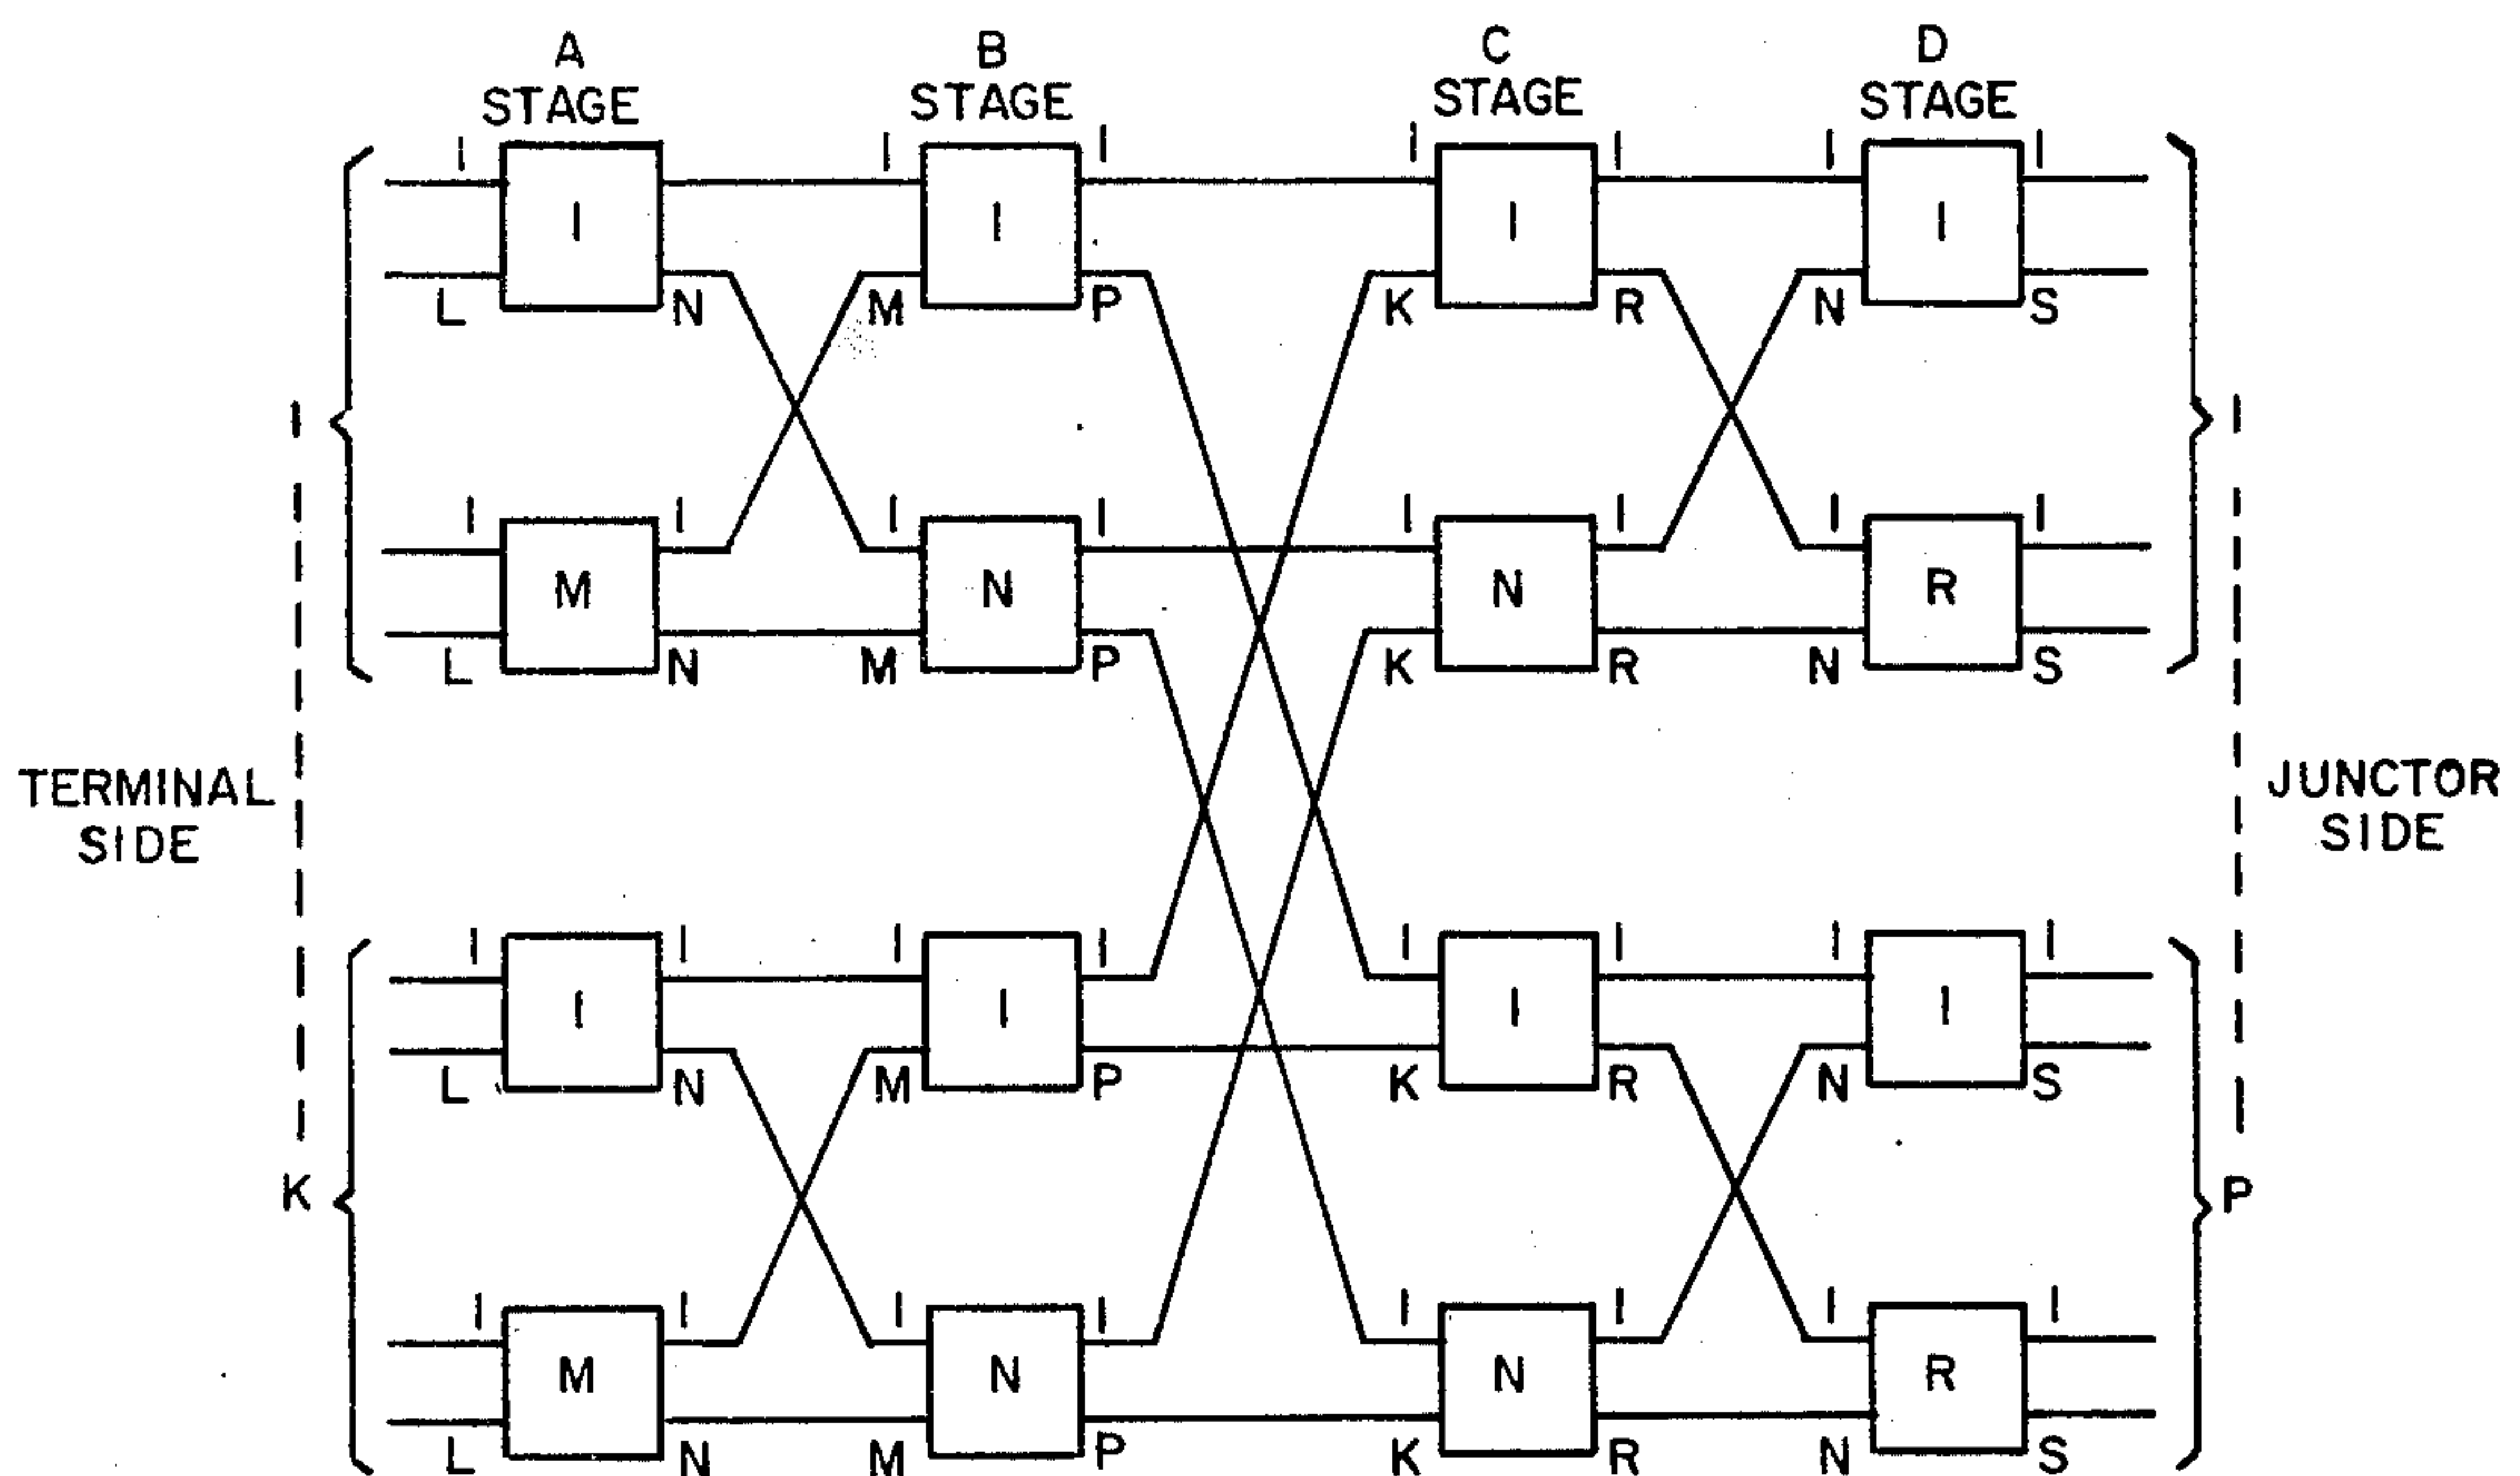 A B C D
STAGE STAGE STAGE STAGE
I I I I I I I
I I I I
L N M P K R N S
I I
I I I I I I I I
M N N R
L N M P K R N S
TERMINAL JUNCTOR
SIDE SIDE
I I I I I I I I
I I I I
L N M P K R N S
K P
I I I I I I I I
M N N R
L N M P K R N S